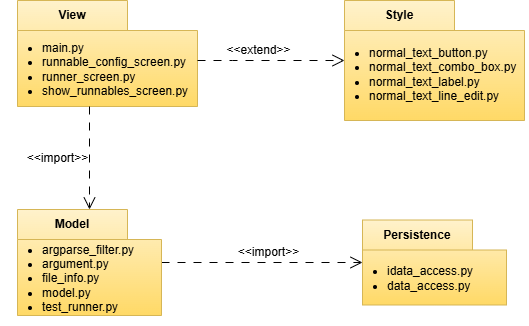 View
main.py
runnable_config_screen.py
runner_screen.py
show_runnables_screen.py
<<extend>>
Style
normal_text_button.py
normal_text_combo_box.py
normal_text_label.py
normal_text_line_edit.py
<<import>>
Model
argparse_filter.py
argument.py
file_info.py
model.py
test_runner.py
<<import>>
Persistence
idata_access.py
data_access.py